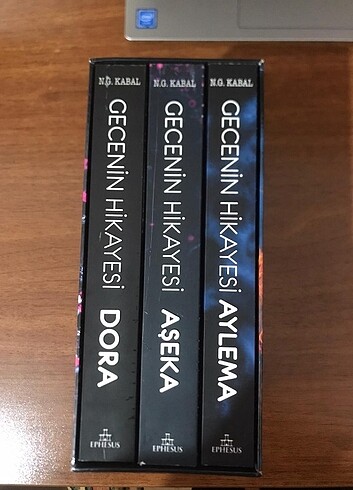 N.G. KABAL
GECENİN HİKAYESİ DORA
EPHESUS
N.G. KABAL
GECENİN HİKAYESİ AŞEKA
EPHESUS
N.G. KABAL
GECENİN HİKAYESİ AYLEMA
EPHESUS